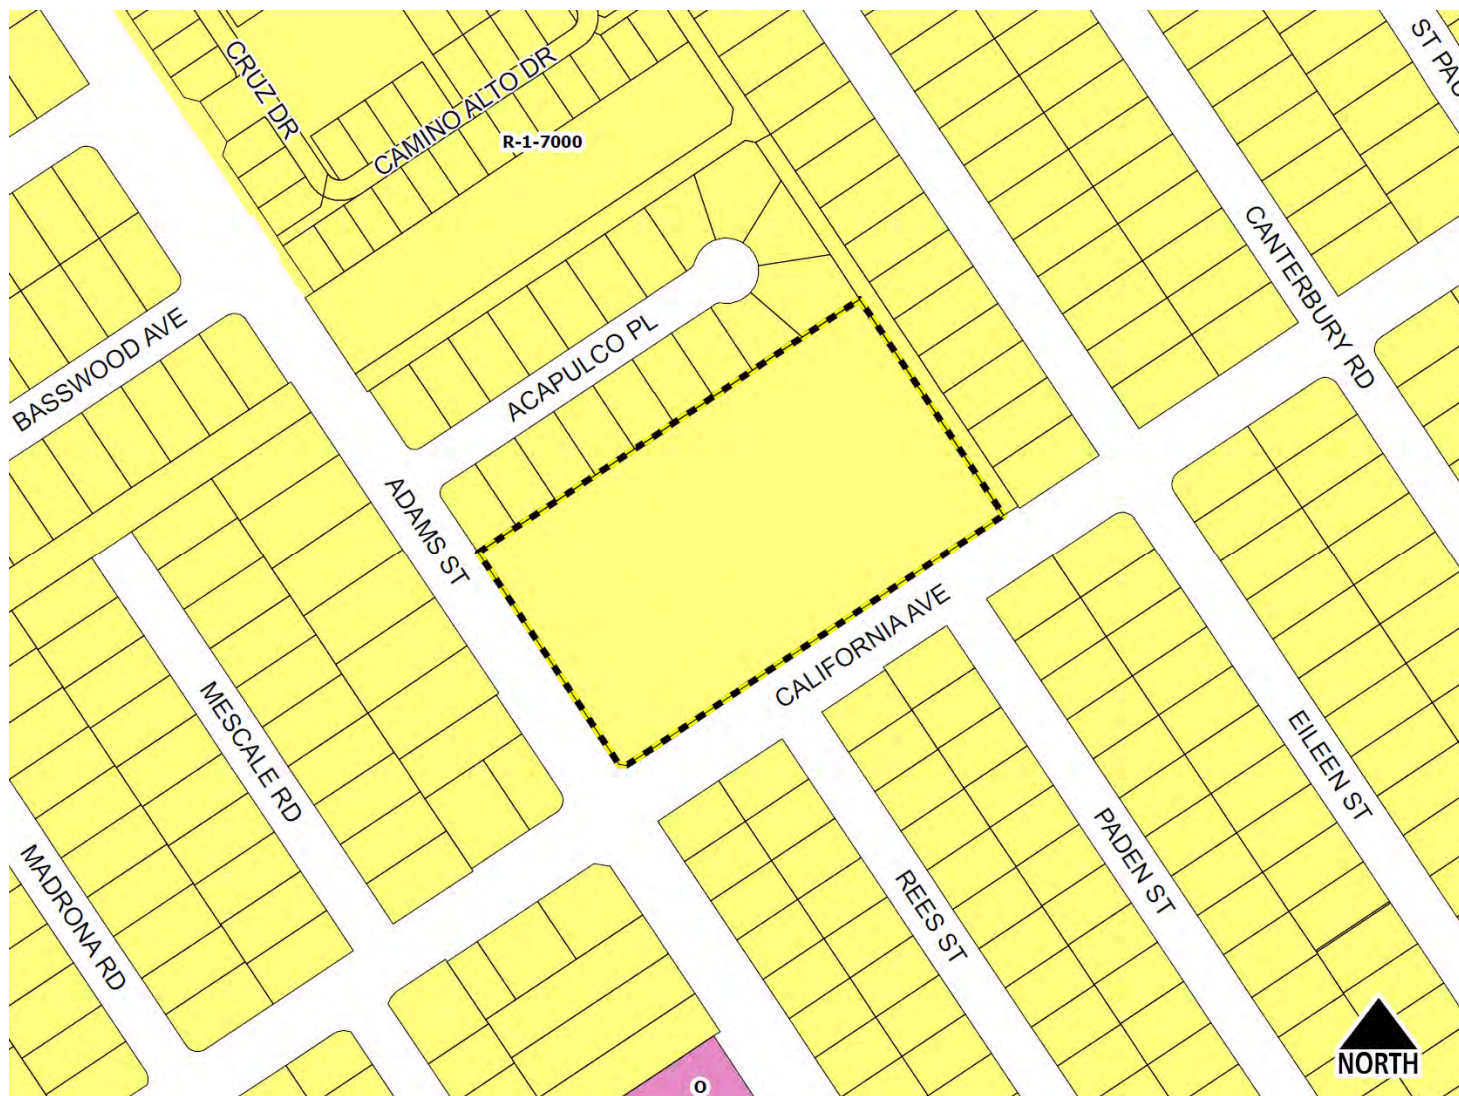 ST PAU
CRUZ DR
CAMINO ALTO DR
R-1-7000
CANTERBURY RD
BASSWOOD AVE
ACAPULCO PL
ADAMS ST
CALIFORNIA AVE
MESCALE RD
EILEEN ST
PADEN ST
MADRONA RD
REES ST
NORTH
O